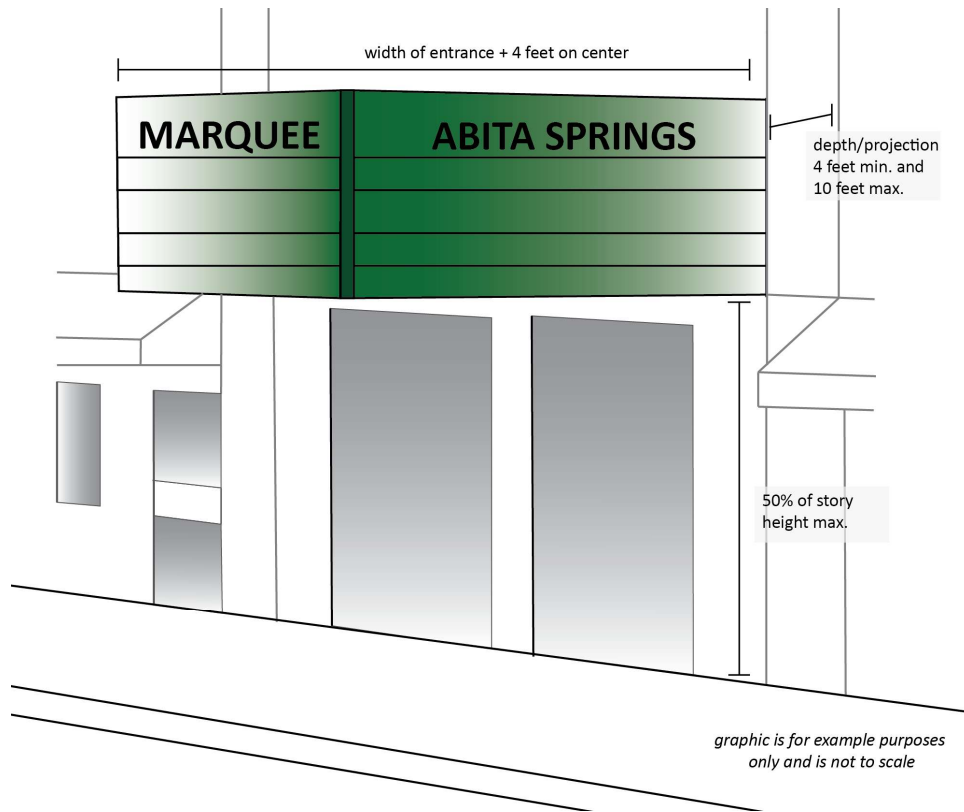 width of entrance + 4 feet on center
MARQUEE
ABITA SPRINGS
depth/projection
4 feet min. and
10 feet max.
50% of story
height max.
graphic is for example purposes
only and is not to scale